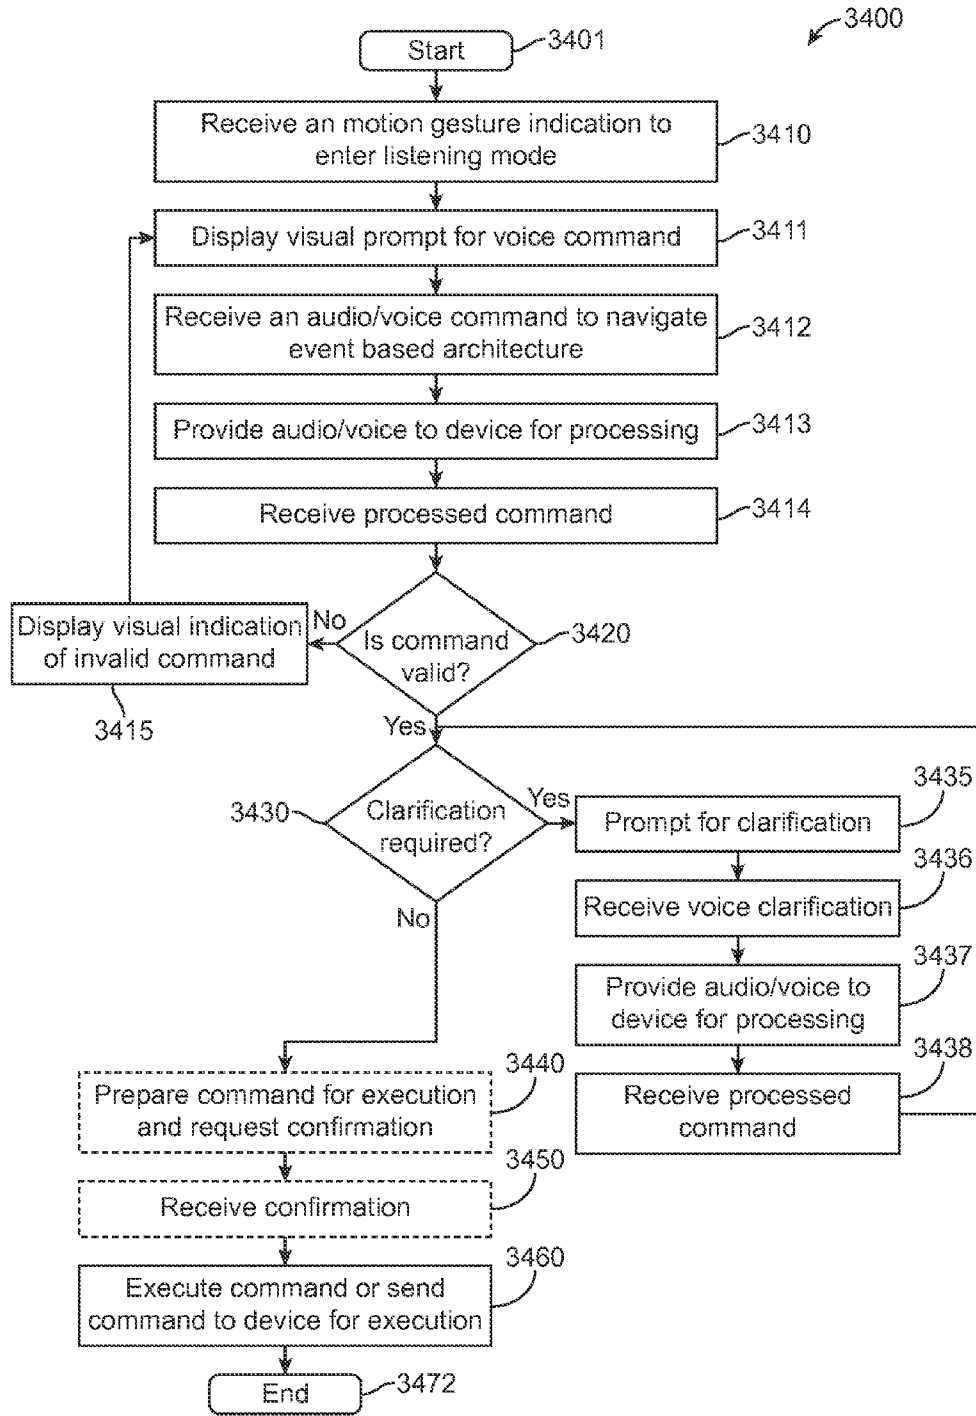 3400
Start
3401
Receive an motion gesture indication to
enter listening mode
3410
Display visual prompt for voice command
3411
Receive an audio/voice command to navigate
event based architecture
3412
Provide audio/voice to device for processing
3413
Receive processed command
3414
Is command
valid?
3420
No
Display visual indication
of invalid command
3415
Yes
Clarification
required?
3430
Yes
Prompt for clarification
3435
Receive voice clarification
3436
Provide audio/voice to
device for processing
3437
Receive processed
command
3438
No
Prepare command for execution
and request confirmation
3440
Receive confirmation
3450
Execute command or send
command to device for execution
3460
End
3472